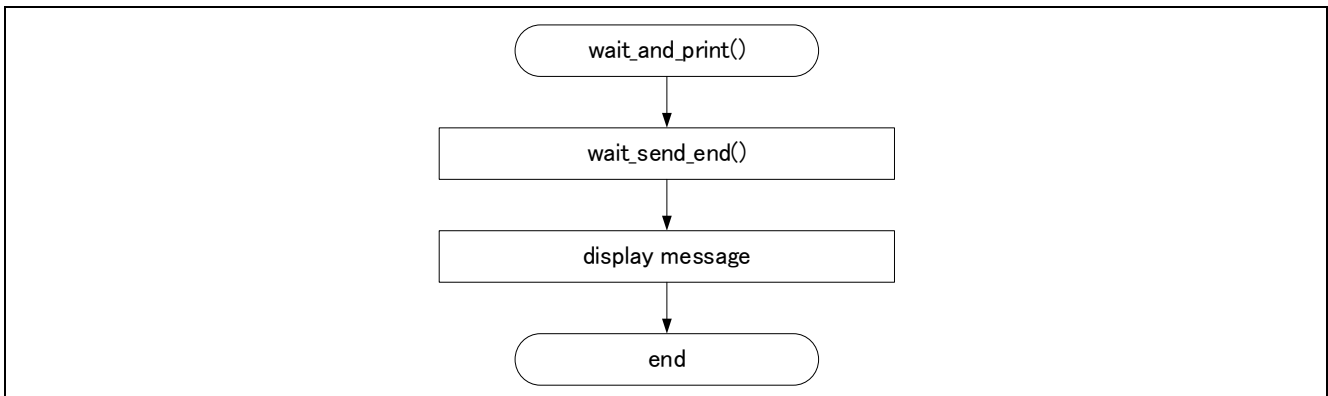 wait_and_print()
wait_send_end()
display message
end